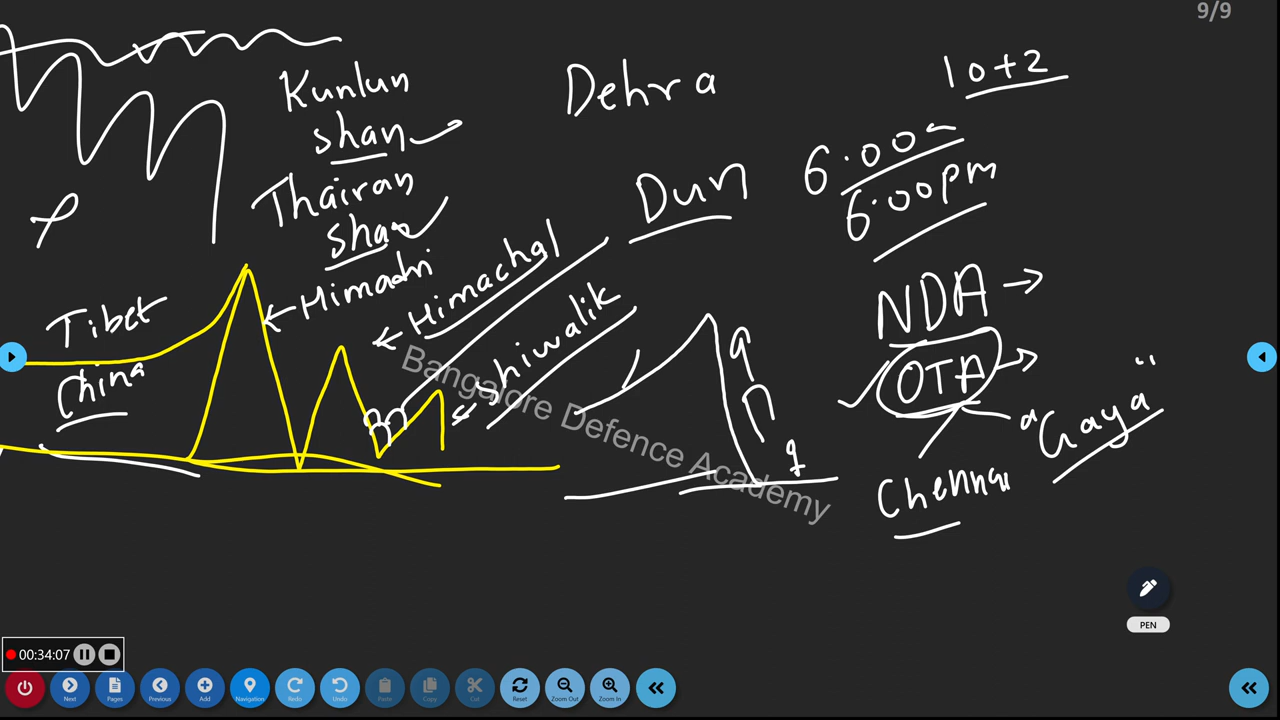 9/9
Kunlun
shan
Thairan
shan
Dehra
Dun
10+2
6.00a
6.00pm
NDA →
OTA →
"Gaya"
Chennai
Himadri
Himachal
Shiwalik
Tibet
China
Bangalore Defence Academy
PEN
00:34:07
Next
Pages
Previous
Add
Navigation
Redo
Undo
Paste
Copy
Cut
Reset
Zoom Out
Zoom In